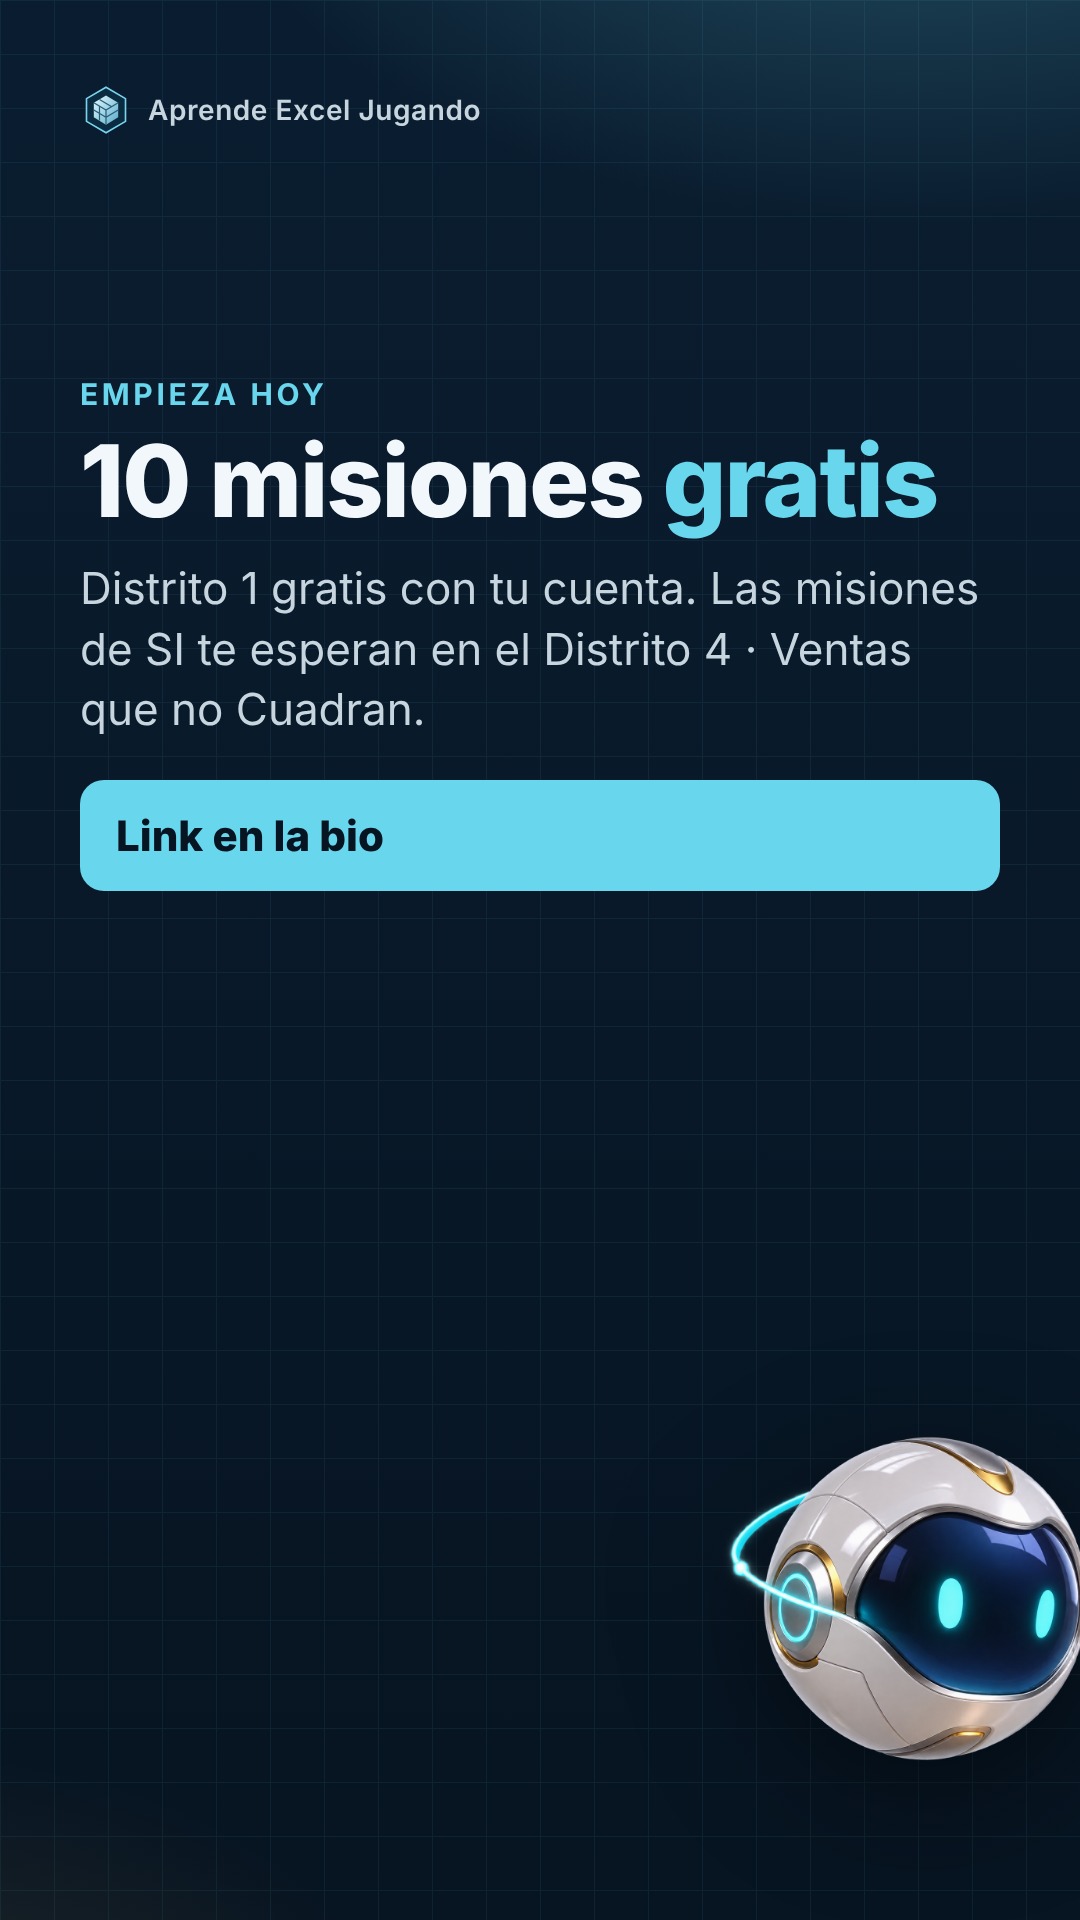 Aprende Excel Jugando
EMPIEZA HOY
10 misiones gratis
Distrito 1 gratis con tu cuenta. Las misiones
de SI te esperan en el Distrito 4 · Ventas
que no Cuadran.
Link en la bio